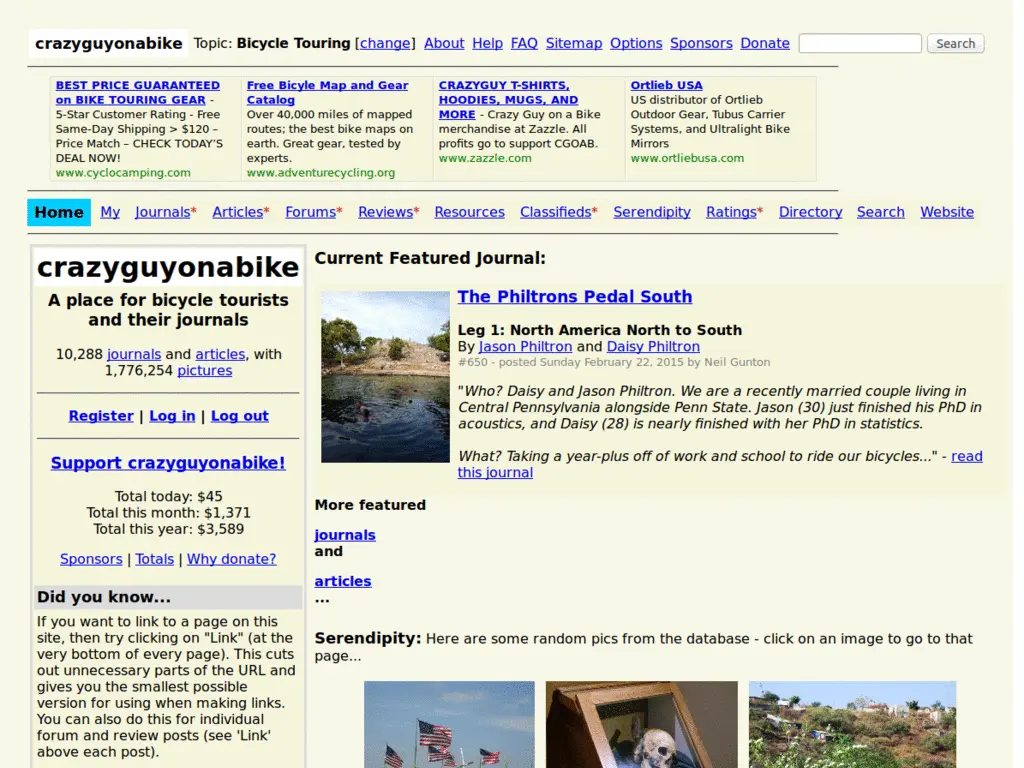 crazyguyonabike Topic: Bicycle Touring [change] About Help FAQ Sitemap Options Sponsors Donate Search
BEST PRICE GUARANTEED
on BIKE TOURING GEAR -
5-Star Customer Rating - Free
Same-Day Shipping > $120 –
Price Match – CHECK TODAY'S
DEAL NOW!
www.cyclocamping.com
Free Bicyle Map and Gear
Catalog
Over 40,000 miles of mapped
routes; the best bike maps on
earth. Great gear, tested by
experts.
www.adventurecycling.org
CRAZYGUY T-SHIRTS,
HOODIES, MUGS, AND
MORE - Crazy Guy on a Bike
merchandise at Zazzle. All
profits go to support CGOAB.
www.zazzle.com
Ortlieb USA
US distributor of Ortlieb
Outdoor Gear, Tubus Carrier
Systems, and Ultralight Bike
Mirrors
www.ortliebusa.com
Home My Journals* Articles* Forums* Reviews* Resources Classifieds* Serendipity Ratings* Directory Search Website
crazyguyonabike
A place for bicycle tourists
and their journals
10,288 journals and articles, with
1,776,254 pictures
Register | Log in | Log out
Support crazyguyonabike!
Total today: $45
Total this month: $1,371
Total this year: $3,589
Sponsors | Totals | Why donate?
Did you know...
If you want to link to a page on this
site, then try clicking on "Link" (at the
very bottom of every page). This cuts
out unnecessary parts of the URL and
gives you the smallest possible
version for using when making links.
You can also do this for individual
forum and review posts (see 'Link'
above each post).
Current Featured Journal:
The Philtrons Pedal South
Leg 1: North America North to South
By Jason Philtron and Daisy Philtron
#650 - posted Sunday February 22, 2015 by Neil Gunton
"Who? Daisy and Jason Philtron. We are a recently married couple living in
Central Pennsylvania alongside Penn State. Jason (30) just finished his PhD in
acoustics, and Daisy (28) is nearly finished with her PhD in statistics.
What? Taking a year-plus off of work and school to ride our bicycles..." - read
this journal
More featured
journals
and
articles
...
Serendipity: Here are some random pics from the database - click on an image to go to that
page...